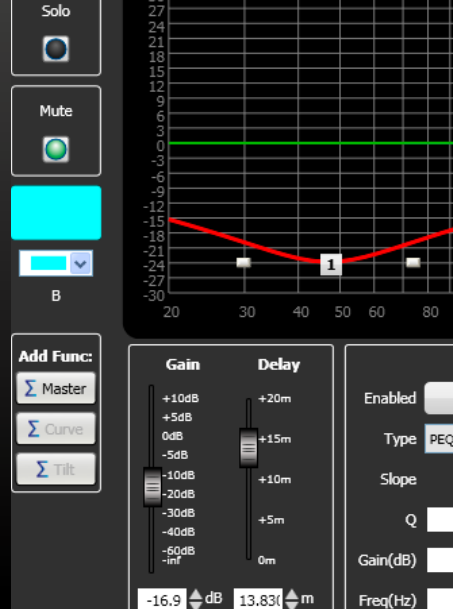 Solo
Mute
B
Add Func:
Σ Master
Σ Curve
Σ Tilt
27
24
21
18
15
12
9
6
3
0
-3
-6
-9
-12
-15
-18
-21
-24
-27
-30
1
20 30 40 50 60 80
Gain
+10dB
+5dB
0dB
-5dB
-10dB
-20dB
-30dB
-40dB
-60dB
-inf
-16.9 dB
Delay
+20m
+15m
+10m
+5m
0m
13.83( m
Enabled
Type PEQ
Slope
Q
Gain(dB)
Freq(Hz)